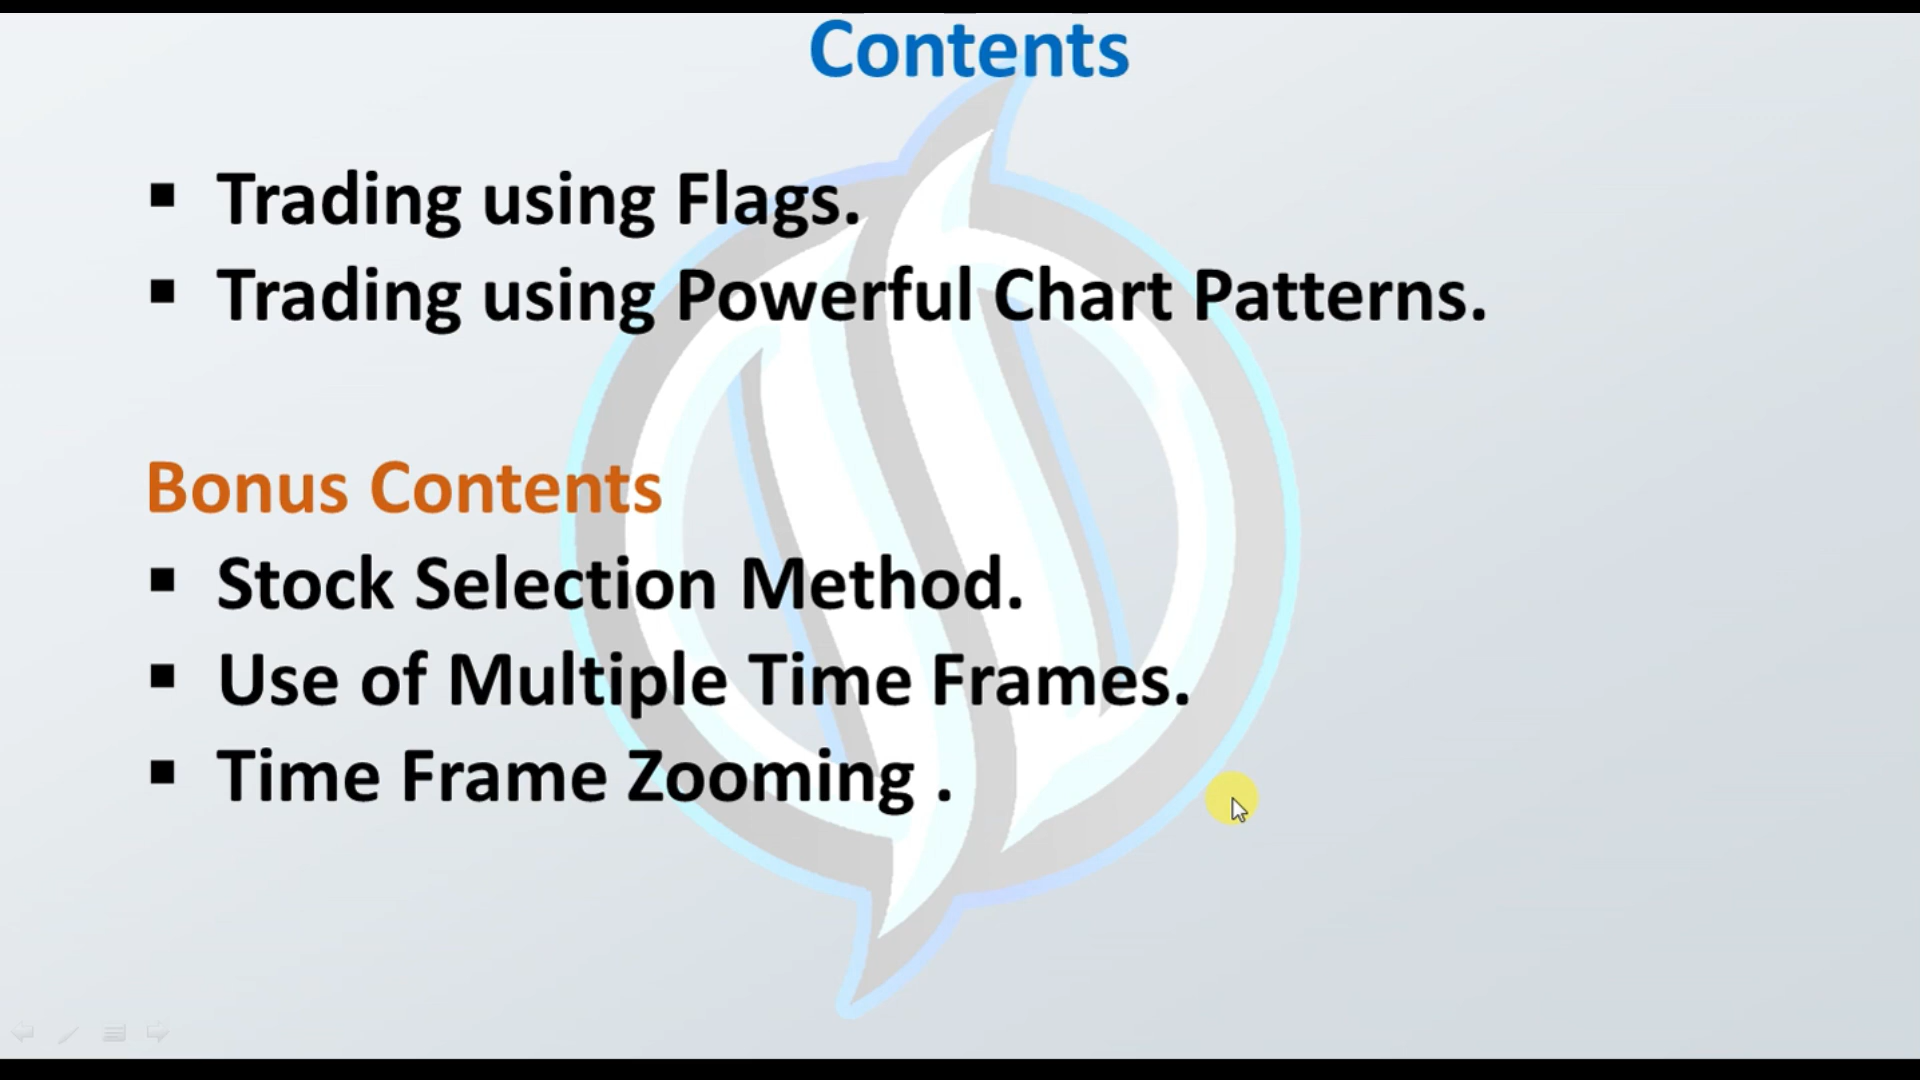 Contents
▪ Trading using Flags.
▪ Trading using Powerful Chart Patterns.
Bonus Contents
▪ Stock Selection Method.
▪ Use of Multiple Time Frames.
▪ Time Frame Zooming .